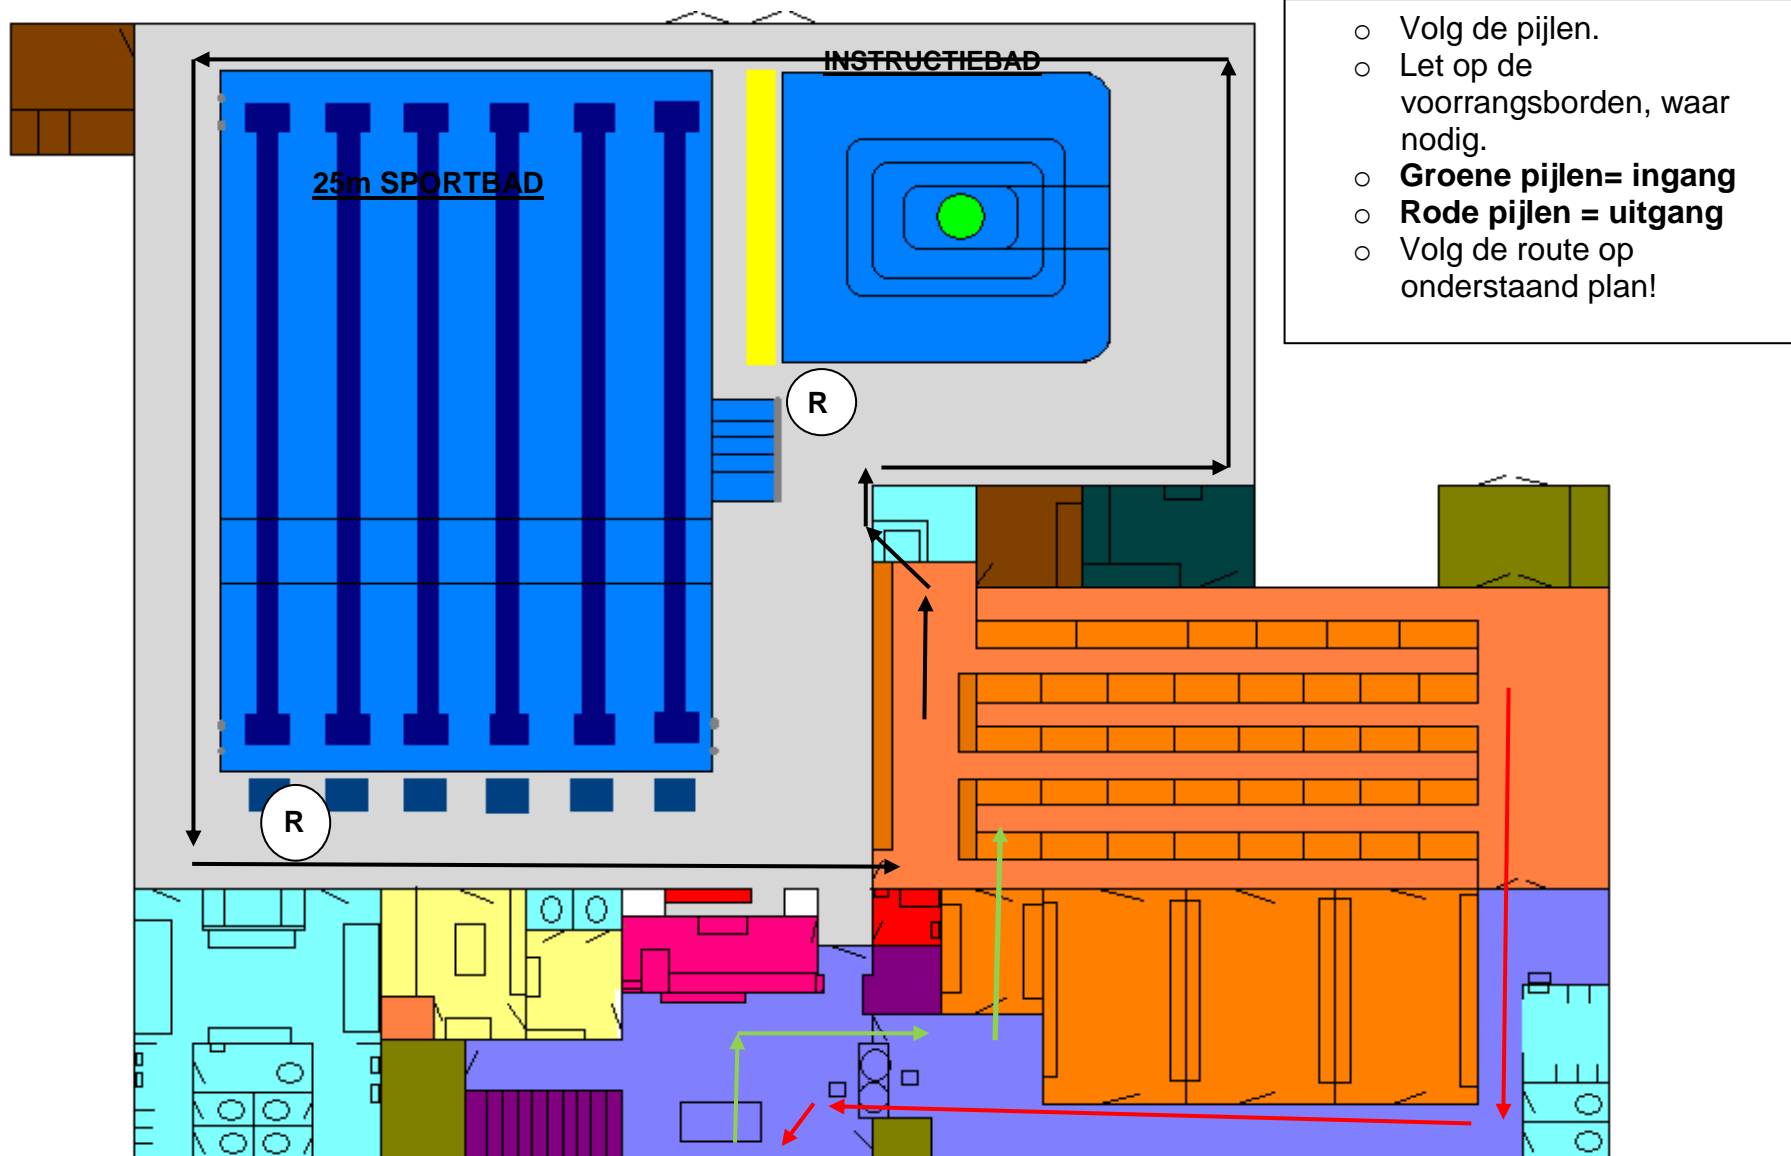 ○ Volg de pijlen.
○ Let op de
voorrangsborden, waar
nodig.
○ Groene pijlen= ingang
○ Rode pijlen = uitgang
○ Volg de route op
onderstaand plan!
INSTRUCTIEBAD
25m SPORTBAD
R
R